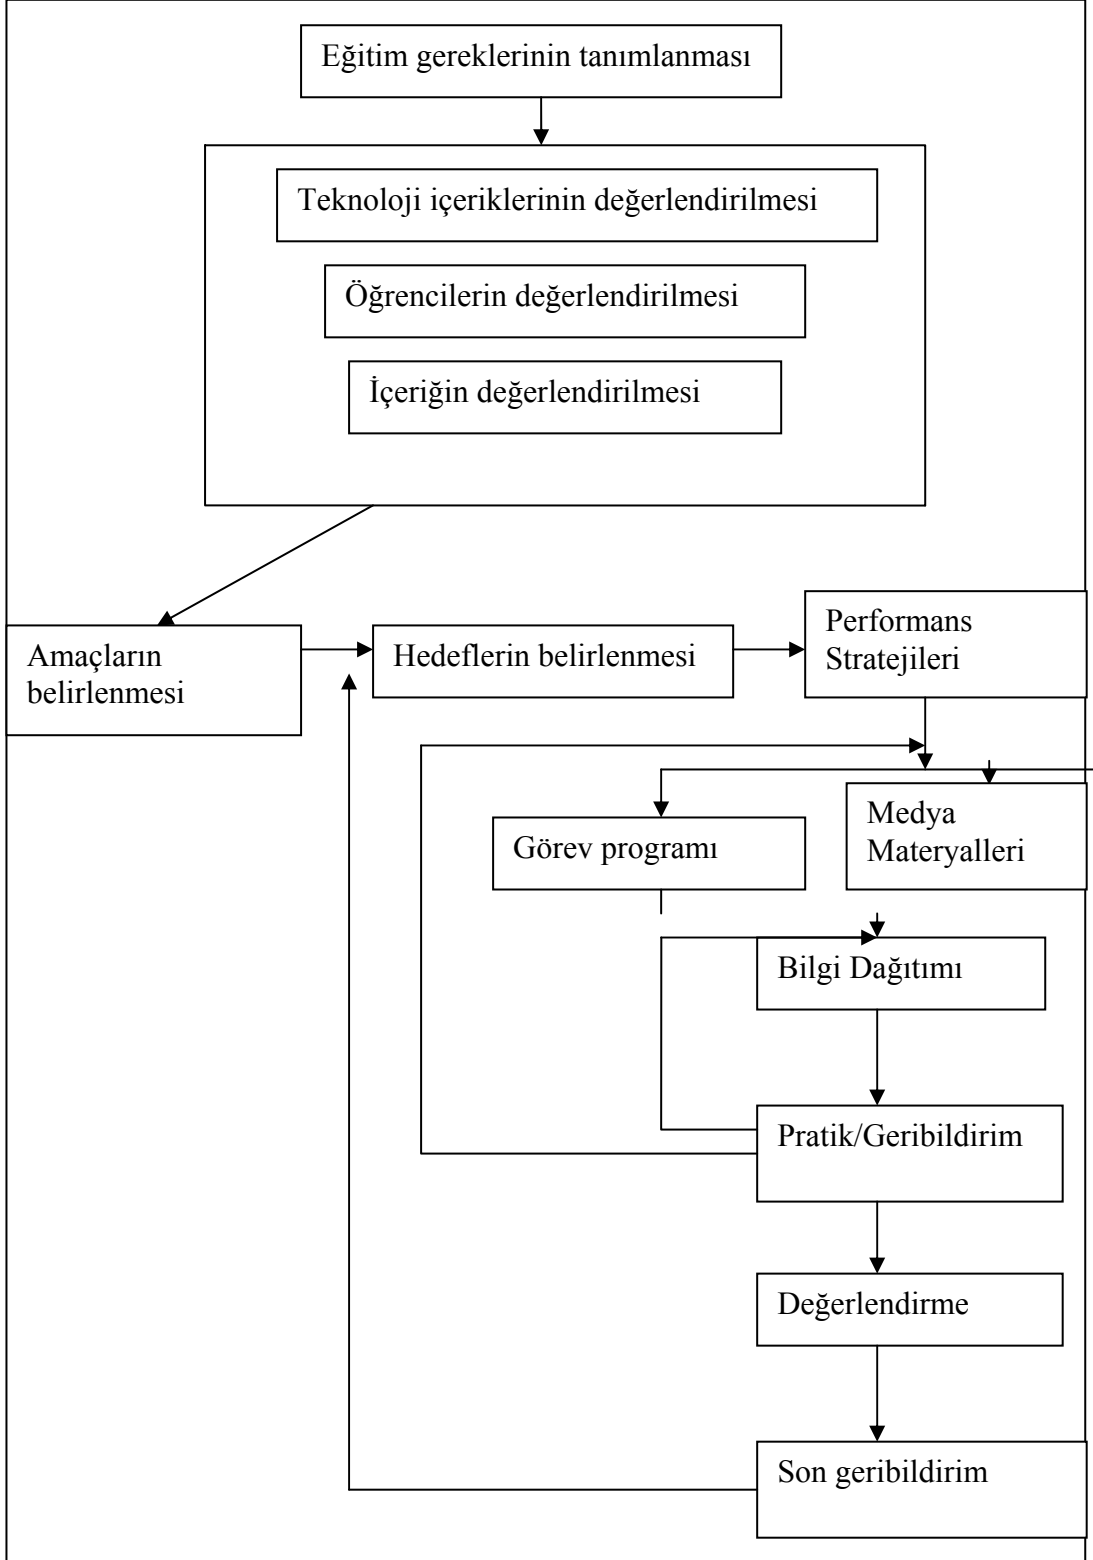 Eğitim gereklerinin tanımlanması
Teknoloji içeriklerinin değerlendirilmesi
Öğrencilerin değerlendirilmesi
İçeriğin değerlendirilmesi
Amaçların
belirlenmesi
Hedeflerin belirlenmesi
Performans
Stratejileri
Görev programı
Medya
Materyalleri
Bilgi Dağıtımı
Pratik/Geribildirim
Değerlendirme
Son geribildirim